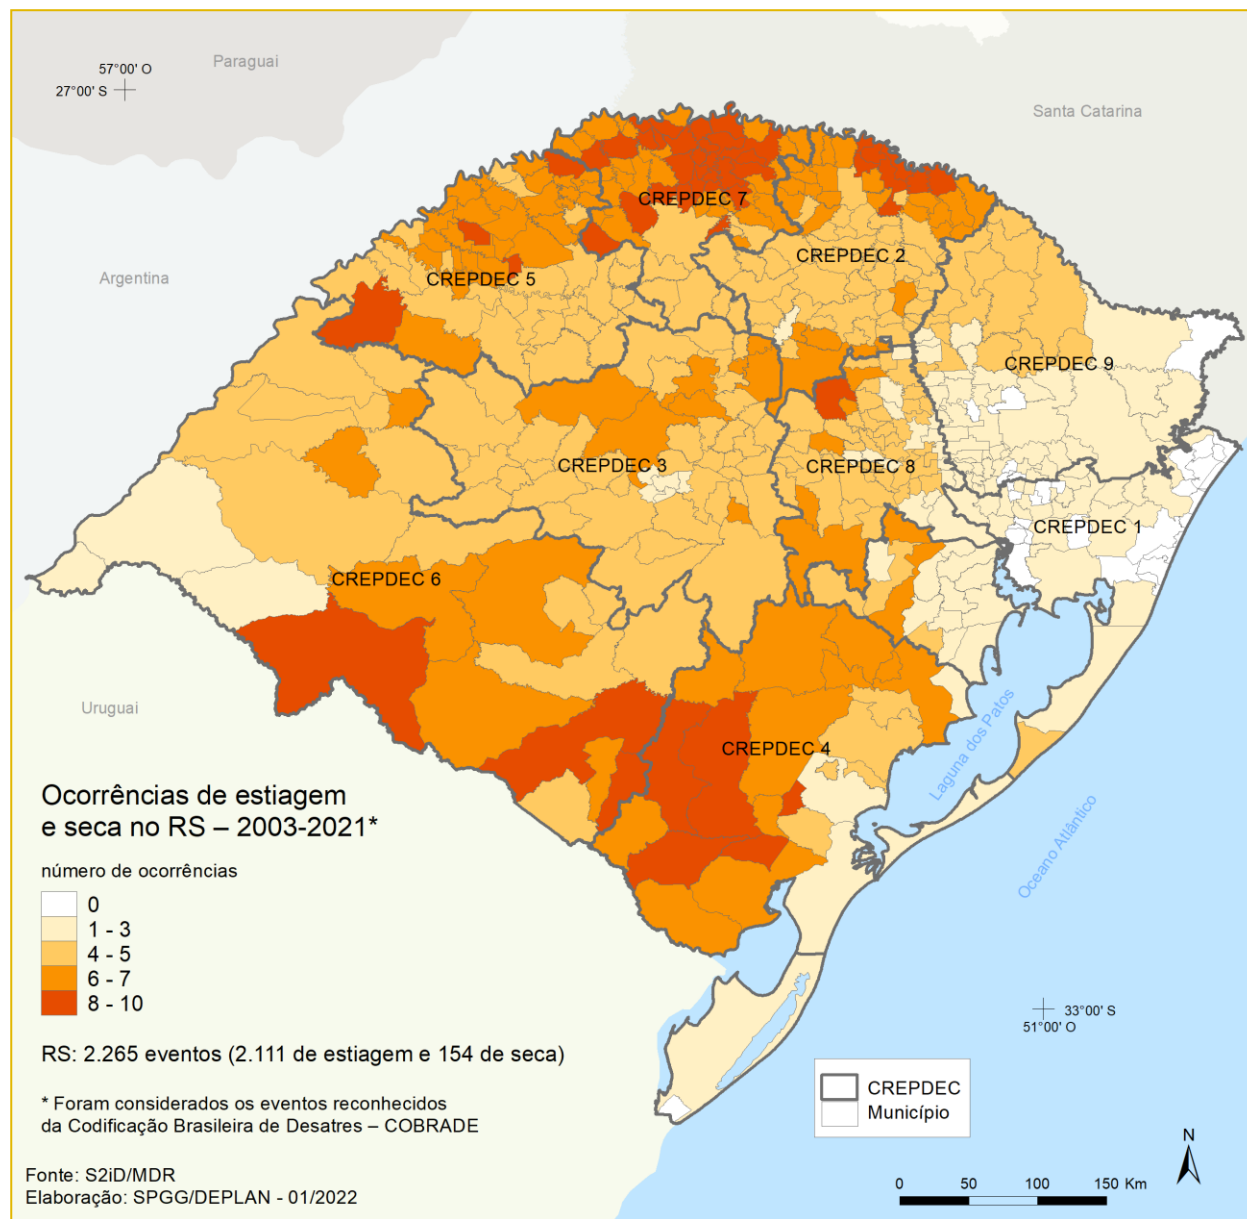 Paraguai
57°00' O
27°00' S
Santa Catarina
CREPDEC 7
Argentina
CREPDEC 2
CREPDEC 5
CREPDEC 9
CREPDEC 3
CREPDEC 8
CREPDEC 1
CREPDEC 6
Uruguai
Laguna dos Patos
CREPDEC 4
Oceano Atlântico
Ocorrências de estiagem
e seca no RS – 2003-2021*
número de ocorrências
0
1 - 3
4 - 5
6 - 7
8 - 10
33°00' S
51°00' O
RS: 2.265 eventos (2.111 de estiagem e 154 de seca)
* Foram considerados os eventos reconhecidos
da Codificação Brasileira de Desatres – COBRADE
CREPDEC
Município
Fonte: S2iD/MDR
Elaboração: SPGG/DEPLAN - 01/2022
N
0 50 100 150 Km